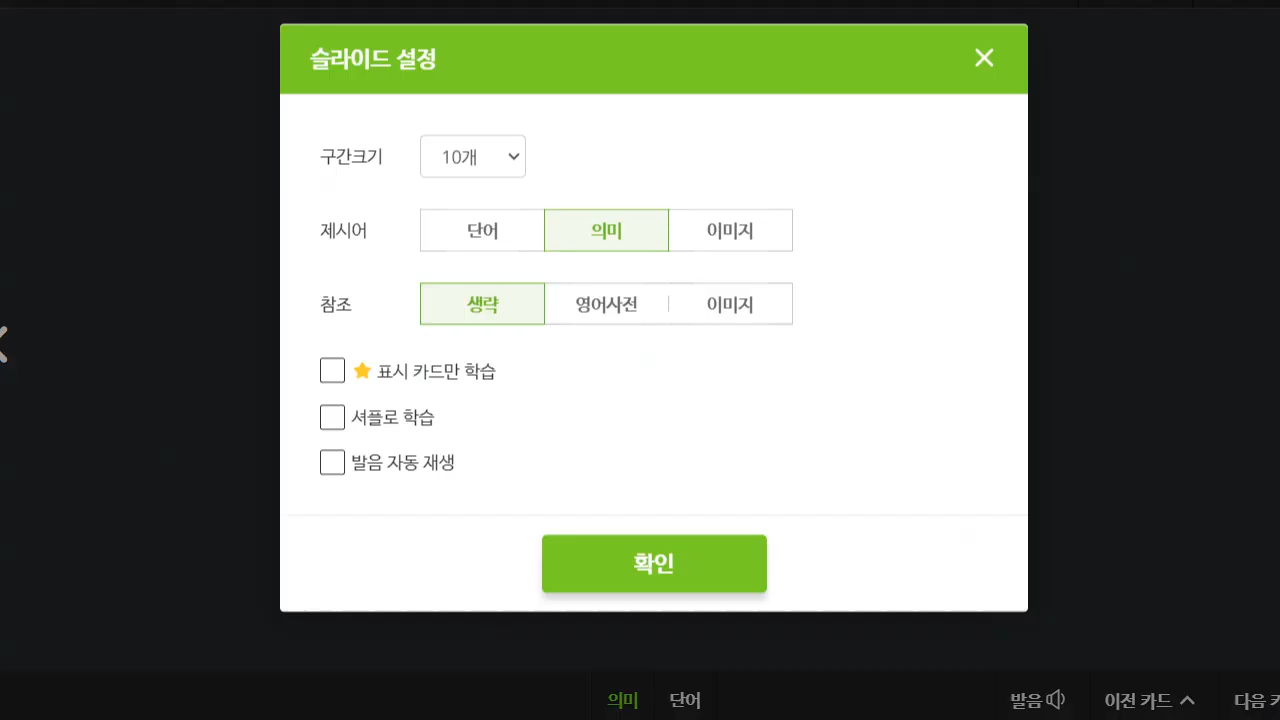 슬라이드 설정
구간크기 10개
제시어 단어 의미 이미지
참조 생략 영어사전 이미지
표시 카드만 학습
셔플로 학습
발음 자동 재생
확인
의미 단어 발음 이전 카드 다음